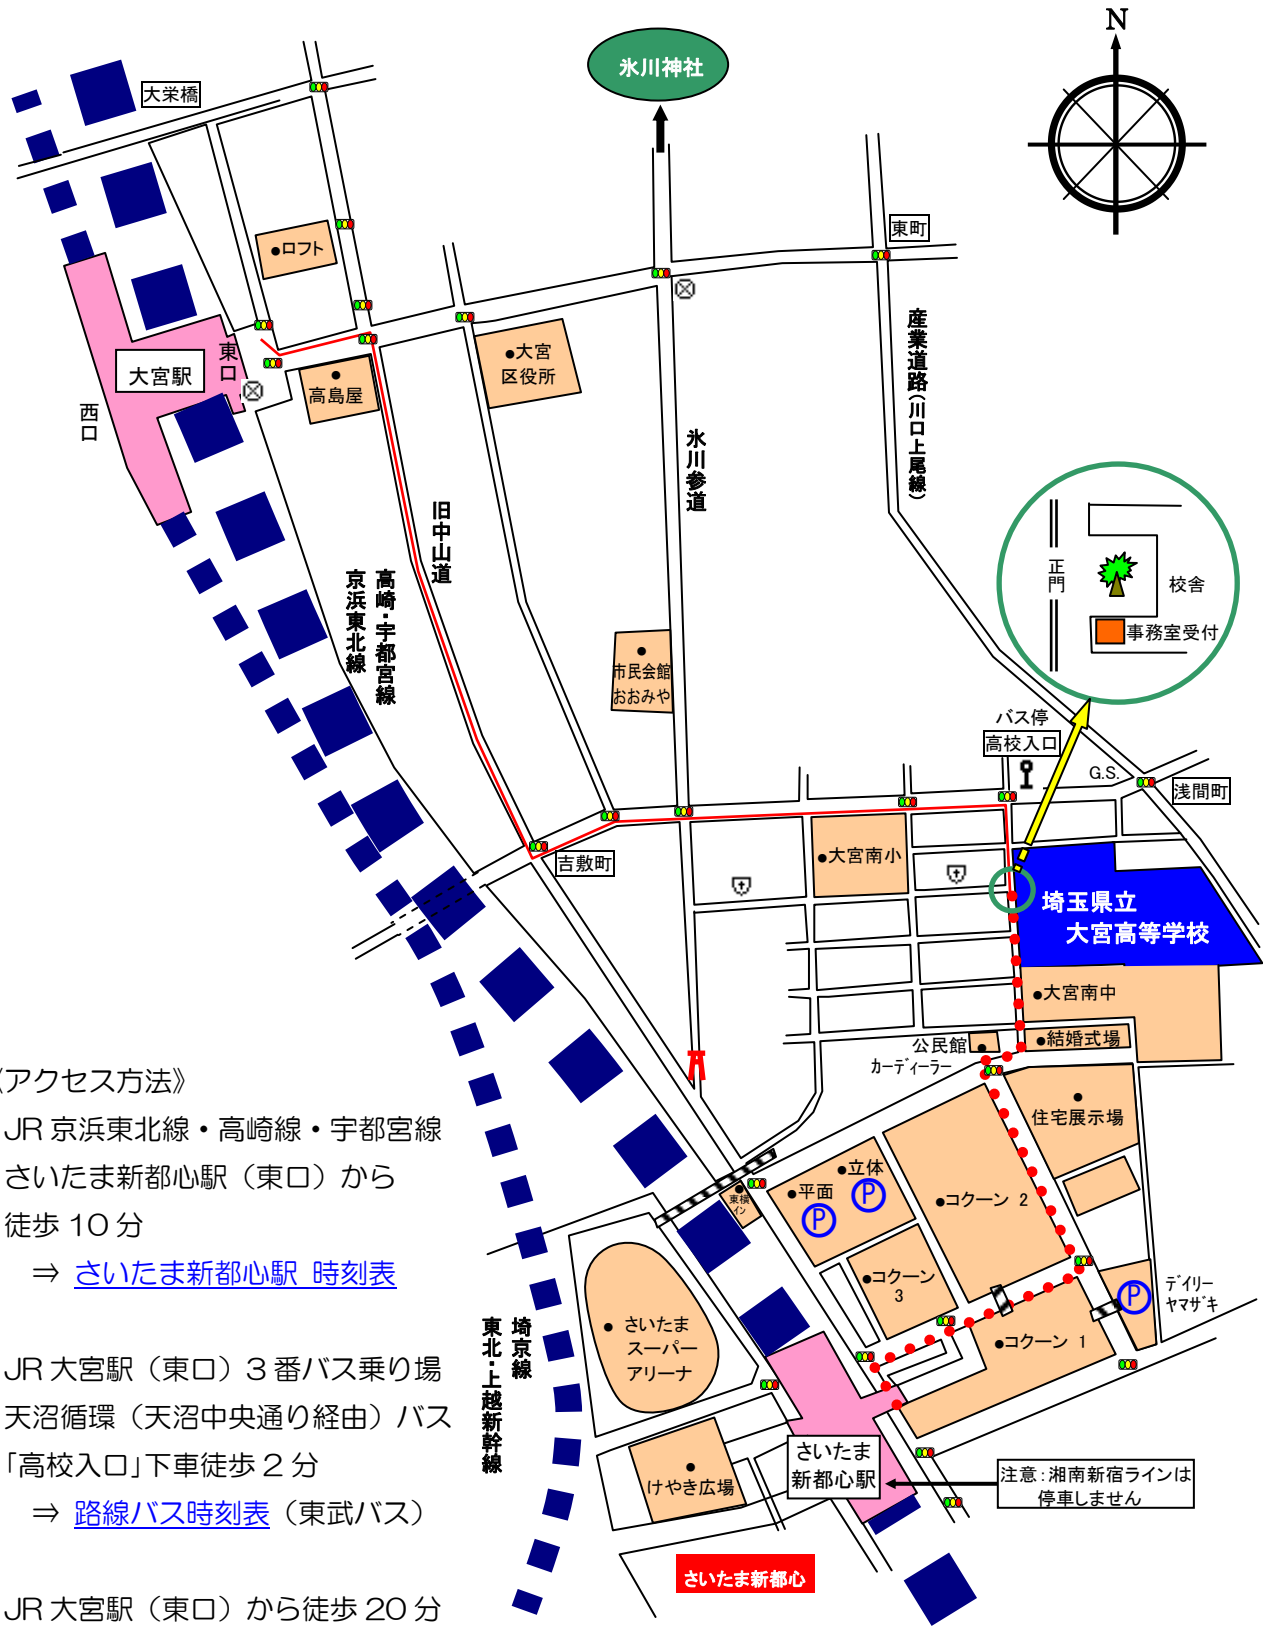 N
氷川神社
大栄橋
東町
●ロフト
産業道路(川口上尾線)
●大宮
区役所
東口
大宮駅
高島屋
西口
氷川参道
旧中山道
高崎・宇都宮線
京浜東北線
正門
校舎
事務室受付
市民会館
おおみや
バス停
高校入口
G.S.
浅間町
●大宮南小
吉敷町
埼玉県立
大宮高等学校
●大宮南中
●結婚式場
公民館
カーディーラー
住宅展示場
●立体
●平面
P
P
東横
イン
●コクーン 2
●コクーン
3
デイリー
ヤマザキ
P
●コクーン 1
さいたま
スーパー
アリーナ
埼京線
東北・上越新幹線
けやき広場
さいたま
新都心駅
注意:湘南新宿ラインは
停車しません
さいたま新都心
《アクセス方法》
JR 京浜東北線・高崎線・宇都宮線
さいたま新都心駅（東口）から
徒歩 10 分
⇒ さいたま新都心駅 時刻表
JR 大宮駅（東口）3 番バス乗り場
天沼循環（天沼中央通り経由）バス
「高校入口」下車徒歩 2 分
⇒ 路線バス時刻表（東武バス）
JR 大宮駅（東口）から徒歩 20 分